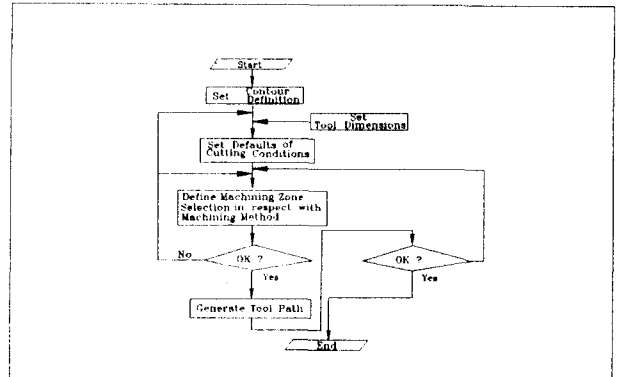 Start
Set Contour
Definition
Set
Tool Dimensions
Set Defaults of
Cutting Conditions
Define Machining Zone
Selection in respect with
Machining Method
No
OK ?
Yes
OK ?
Yes
Generate Tool Path
End